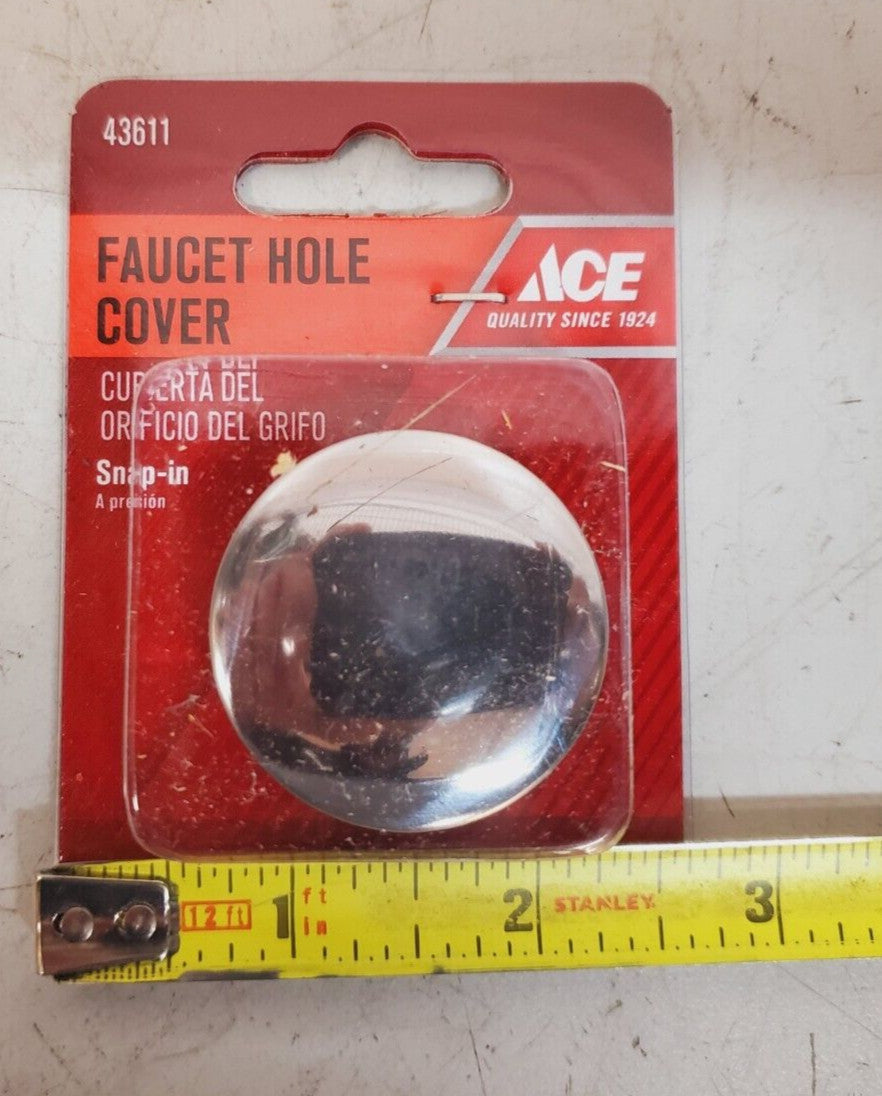 43611
FAUCET HOLE
COVER
ACE
QUALITY SINCE 1924
CUBIERTA DEL
ORIFICIO DEL GRIFO
Snap-in
A presión
12 ft
1 ft
in
2
STANLEY
3